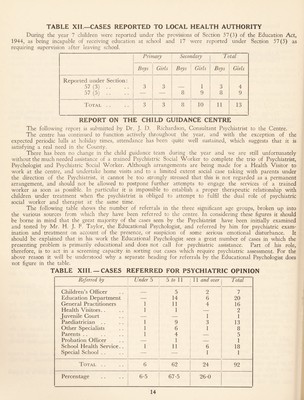 TABLE XII.—CASES REPORTED TO LOCAL HEALTH AUTHORITY
During the year 7 children were reported under the provisions of Section 57(3) of the Education Act,
1944, as being incapable of receiving education at school and 17 were reported under Section 57(5) as
requiring supervision after leaving school.
Primary Secondary Total
Boys Girls Boys Girls Boys Girls
Reported under Section:
57 (3) .. .. 3 3 — 1 3 4
57 (5) .. .. — — 8 9 8 9
TOTAL .. .. 3 3 8 10 11 13
REPORT ON THE CHILD GUIDANCE CENTRE
The following report is submitted by Dr. J. D. Richardson, Consultant Psychiatrist to the Centre.
The centre has continued to function actively throughout the year, and with the exception of the
expected periodic lulls at holiday times, attendance has been quite well sustained, which suggests that it is
satisfying a real need in the County.
There has been no change in the child guidance team during the year and we are still unfortunately
without the much needed assistance of a trained Psychiatric Social Worker to complete the trio of Psychiatrist,
Psychologist and Psychiatric Social Worker. Although arrangements are being made for a Health Visitor to
work at the centre, and undertake home visits and to a limited extent social case taking with parents under
the direction of the Psychiatrist, it cannot be too strongly stressed that this is not regarded as a permanent
arrangement, and should not be allowed to postpone further attempts to engage the services of a trained
worker as soon as possible. In particular it is impossible to establish a proper therapeutic relationship with
children under treatment when the psychiatrist is obliged to attempt to fulfil the dual role of psychiatric
social worker and therapist at the same time.
The following table shows the number of referrals in the three significant age groups, broken up into
the various sources from which they have been referred to the centre. In considering these figures it should
be borne in mind that the great majority of the cases seen by the Psychiatrist have been initially examined
and tested by Mr. H. J. F. Taylor, the Educational Psychologist, and referred by him for psychiatric exam-
ination and treatment on account of the presence, or suspicion of some serious emotional disturbance. It
should be explained that in his work the Educational Psychologist sees a great number of cases in which the
presenting problem is primarily educational and does not call for psychiatric assistance. Part of his role,
therefore, is to act in a screening capacity in sorting out cases which require psychiatric assessment. For the
above reason it will be understood why a separate heading for referrals by the Educational Psychologist does
not figure in the table.
TABLE XIII.—CASES REFERRED FOR PSYCHIATRIC OPINION
Referred by Under 5 5 to 11 11 and over Total
Children's Officer .. — 5 2 7
Education Department .. — 14 6 20
General Practitioners .. 1 11 4 16
Health Visitors .. .. 1 1 — 2
Juvenile Court .. .. — — 1 1
Paediatrician .. .. 1 9 3 13
Other Specialists .. 1 6 1 8
Parents .. .. .. 1 4 — 5
Probation Officer .. — 1 — 1
School Health Service .. 1 11 6 18
Special School .. .. — — 1 1
TOTAL .. .. 6 62 24 92
Percentage .. 6·5 67·5 26·0
14